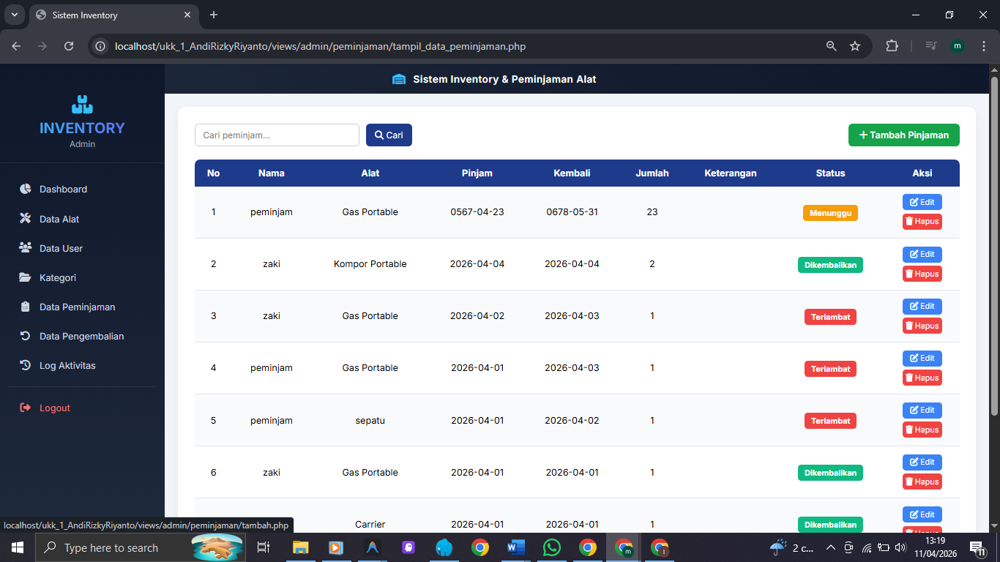 Sistem Inventory
localhost/ukk_1_AndiRizkyRiyanto/views/admin/peminjaman/tampil_data_peminjaman.php
m
Sistem Inventory & Peminjaman Alat
INVENTORY
Admin
Dashboard
Data Alat
Data User
Kategori
Data Peminjaman
Data Pengembalian
Log Aktivitas
Logout
Cari peminjam...
Cari
Tambah Pinjaman
No Nama Alat Pinjam Kembali Jumlah Keterangan Status Aksi
1 peminjam Gas Portable 0567-04-23 0678-05-31 23 Menunggu Edit
Hapus
2 zaki Kompor Portable 2026-04-04 2026-04-04 2 Dikembalikan Edit
Hapus
3 zaki Gas Portable 2026-04-02 2026-04-03 1 Terlambat Edit
Hapus
4 peminjam Gas Portable 2026-04-01 2026-04-03 1 Terlambat Edit
Hapus
5 peminjam sepatu 2026-04-01 2026-04-02 1 Terlambat Edit
Hapus
6 zaki Gas Portable 2026-04-01 2026-04-01 1 Dikembalikan Edit
Hapus
Carrier 2026-04-01 2026-04-01 1 Dikembalikan Edit
Hapus
localhost/ukk_1_AndiRizkyRiyanto/views/admin/peminjaman/tambah.php
Type here to search
2 c...
13:19
11/04/2026
11